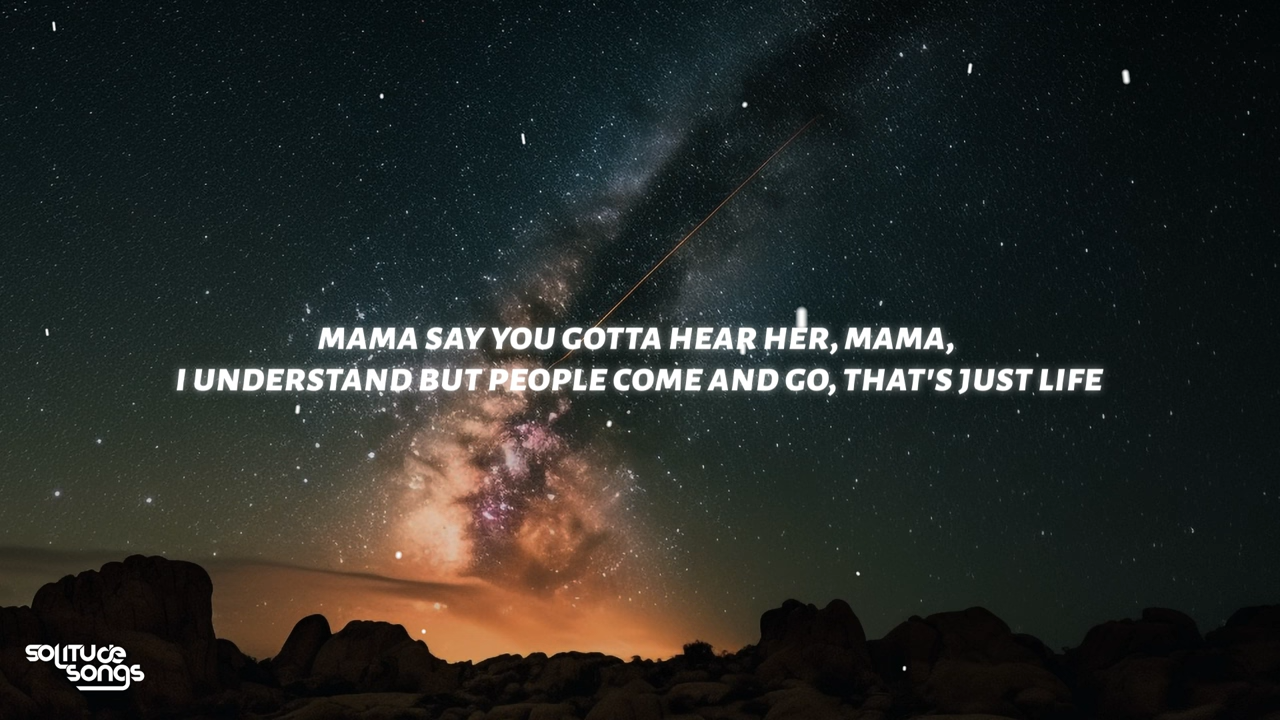 MAMA SAY YOU GOTTA HEAR HER, MAMA,
I UNDERSTAND BUT PEOPLE COME AND GO, THAT'S JUST LIFE
SOLITUDE
SONGS